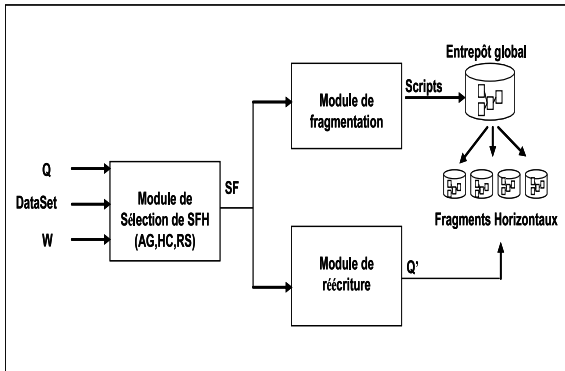 Entrepôt global
Scripts
Module de
fragmentation
Q
DataSet
W
Module de
Sélection de SFH
(AG,HC,RS)
SF
Fragments Horizontaux
Module de
réécriture
Q'